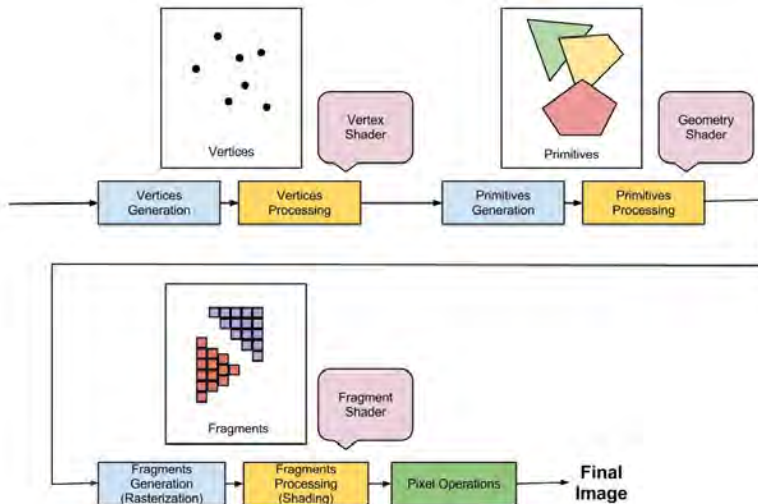 Vertices
Vertex
Shader
Primitives
Geometry
Shader
Vertices
Generation
Vertices
Processing
Primitives
Generation
Primitives
Processing
Fragments
Fragment
Shader
Fragments
Generation
(Rasterization)
Fragments
Processing
(Shading)
Pixel Operations
Final
Image